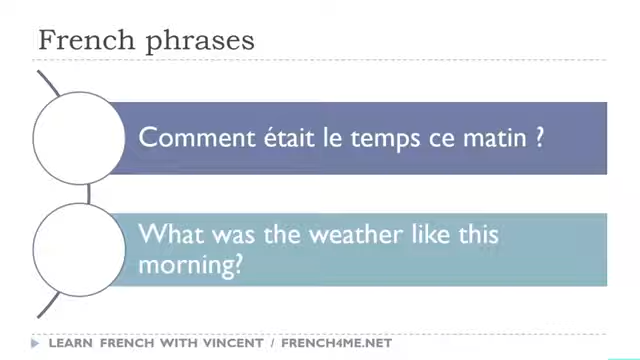 French phrases
Comment était le temps ce matin ?
What was the weather like this
morning?
LEARN FRENCH WITH VINCENT / FRENCH4ME.NET